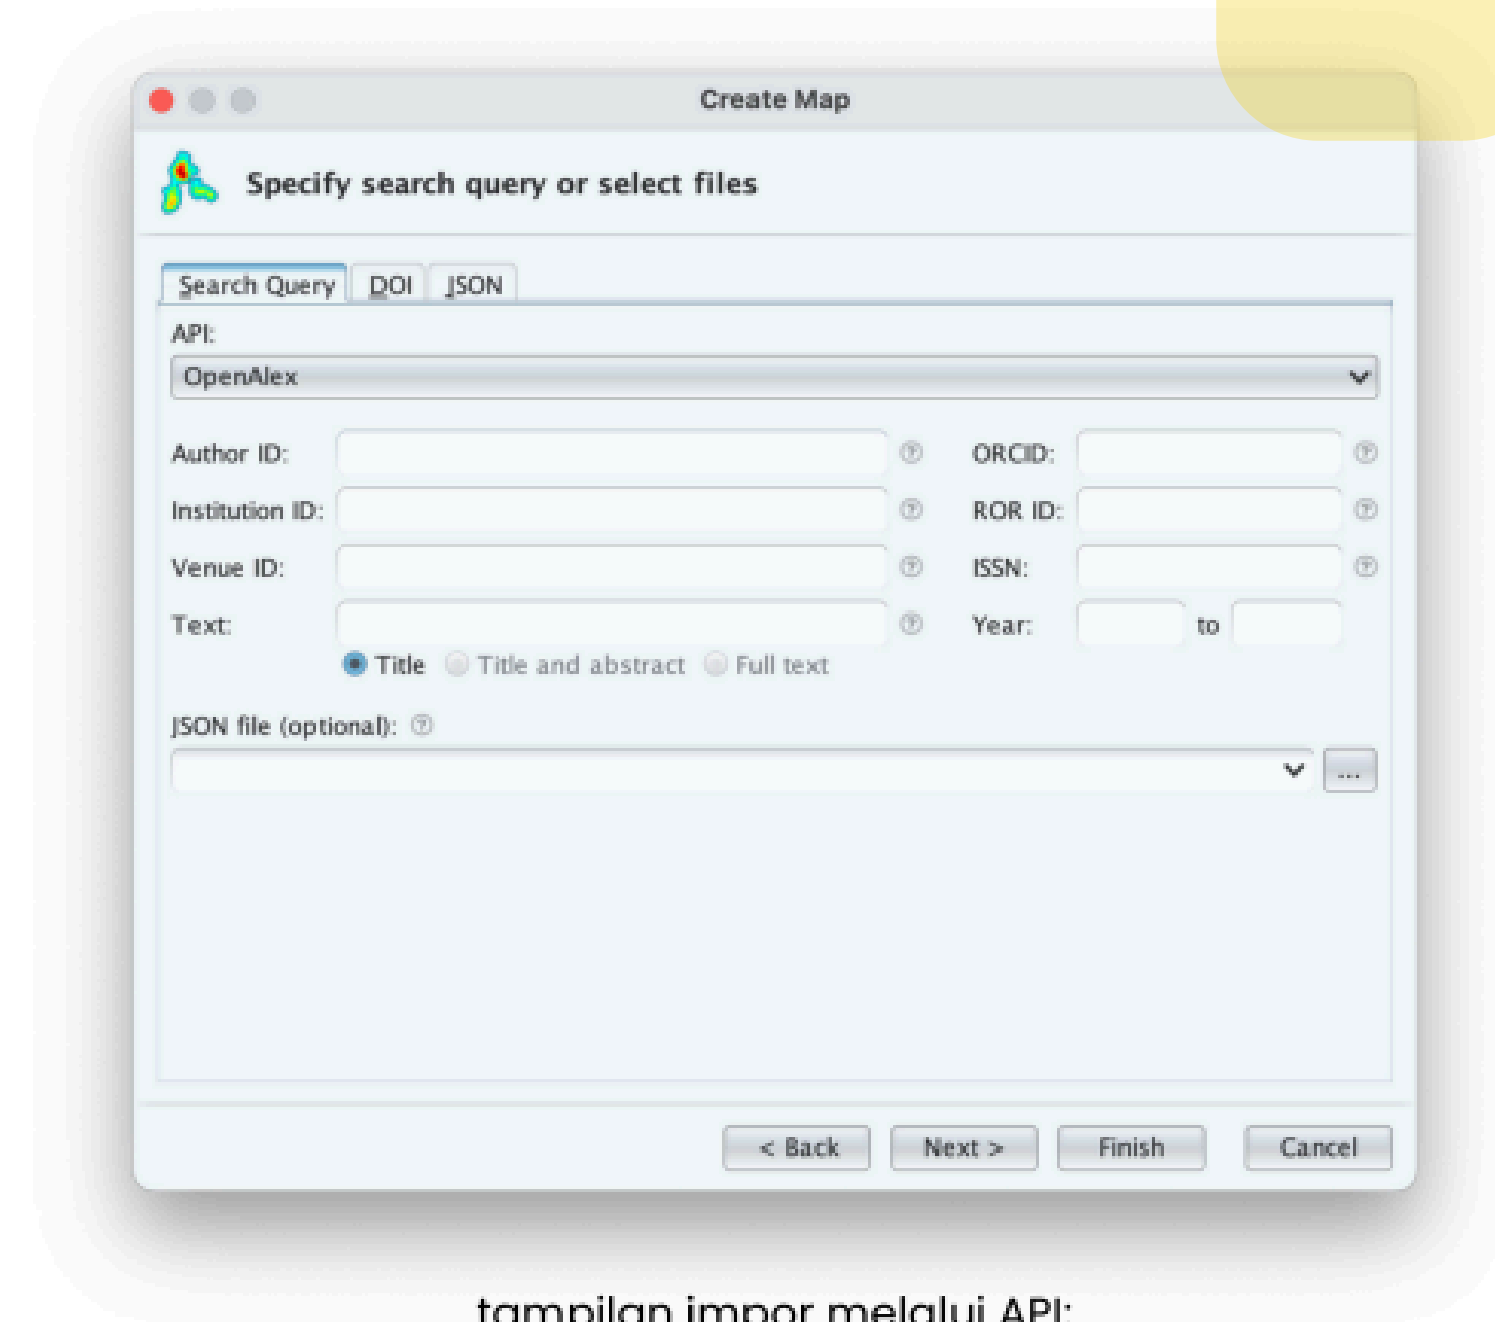 Create Map
Specify search query or select files
Search Query DOI JSON
API:
OpenAlex
Author ID: ORCID:
Institution ID: ROR ID:
Venue ID: ISSN:
Text: Year: to
Title Title and abstract Full text
JSON file (optional):
...
< Back Next > Finish Cancel
tampilan impor melalui API: